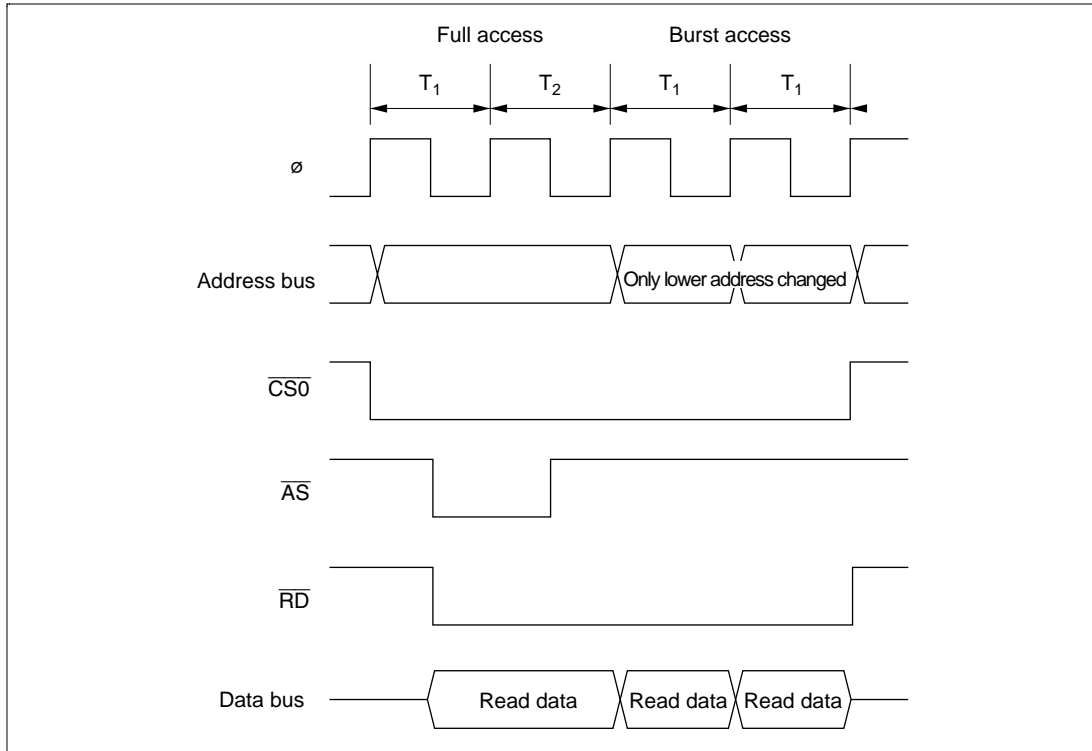 Full access Burst access
T₁ T₂ T₁ T₁
ø
Address bus Only lower address changed
CS0
AS
RD
Data bus Read data Read data Read data